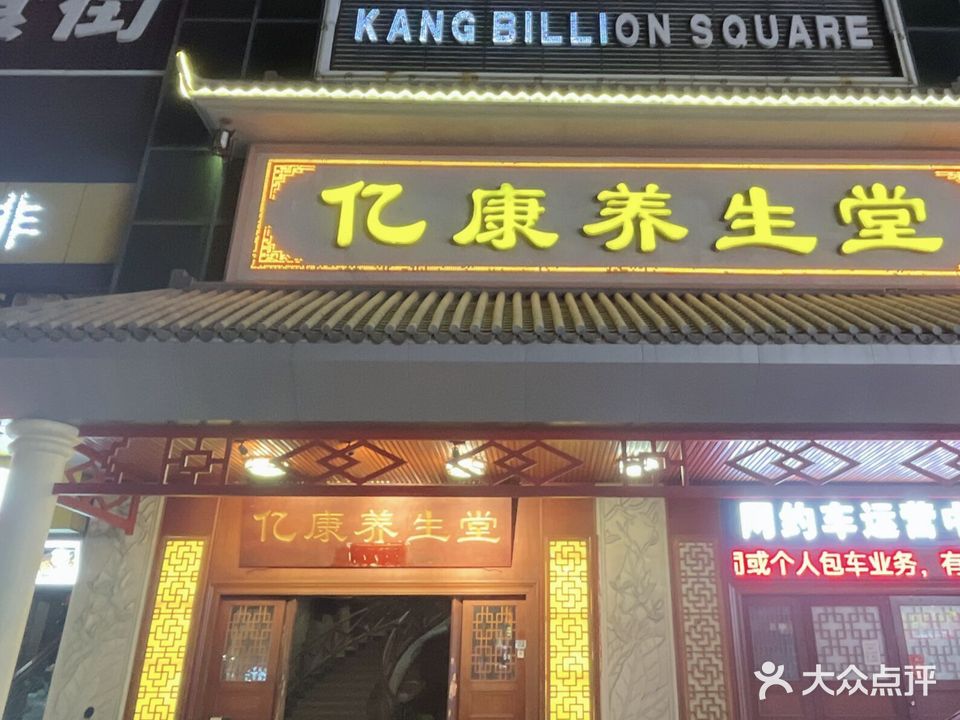 KANG BILLION SQUARE
亿康养生堂
亿康养生堂
网约车运营中
司或个人包车业务，有
大众点评